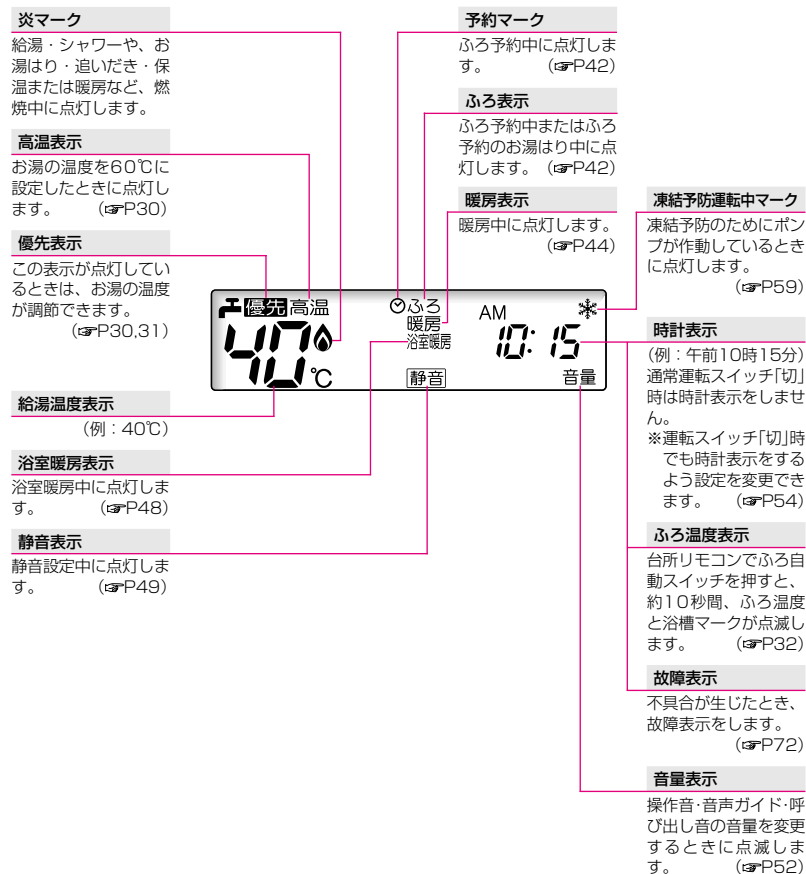 炎マーク
給湯・シャワーや、お
湯はり・追いだき・保
温または暖房など、燃
焼中に点灯します。
高温表示
お湯の温度を60℃に
設定したときに点灯し
ます。　(☞P30)
優先表示
この表示が点灯してい
るときは、お湯の温度
が調節できます。
(☞P30,31)
給湯温度表示
(例：40℃)
浴室暖房表示
浴室暖房中に点灯しま
す。　(☞P48)
静音表示
静音設定中に点灯しま
す。　(☞P49)
予約マーク
ふろ予約中に点灯しま
す。　(☞P42)
ふろ表示
ふろ予約中またはふろ
予約のお湯はり中に点
灯します。(☞P42)
暖房表示
暖房中に点灯します。
(☞P44)
優先 高温
ふろ
暖房
浴室暖房
AM
40 ℃
10:15
静音
音量
凍結予防運転中マーク
凍結予防のためにポン
プが作動しているとき
に点灯します。
(☞P59)
時計表示
(例：午前10時15分)
通常運転スイッチ「切」
時は時計表示をしませ
ん。
※運転スイッチ「切」時
でも時計表示をする
よう設定を変更でき
ます。　(☞P54)
ふろ温度表示
台所リモコンでふろ自
動スイッチを押すと、
約10秒間、ふろ温度
と浴槽マークが点滅し
ます。　(☞P32)
故障表示
不具合が生じたとき、
故障表示をします。
(☞P72)
音量表示
操作音・音声ガイド・呼
び出し音の音量を変更
するときに点滅しま
す。　(☞P52)